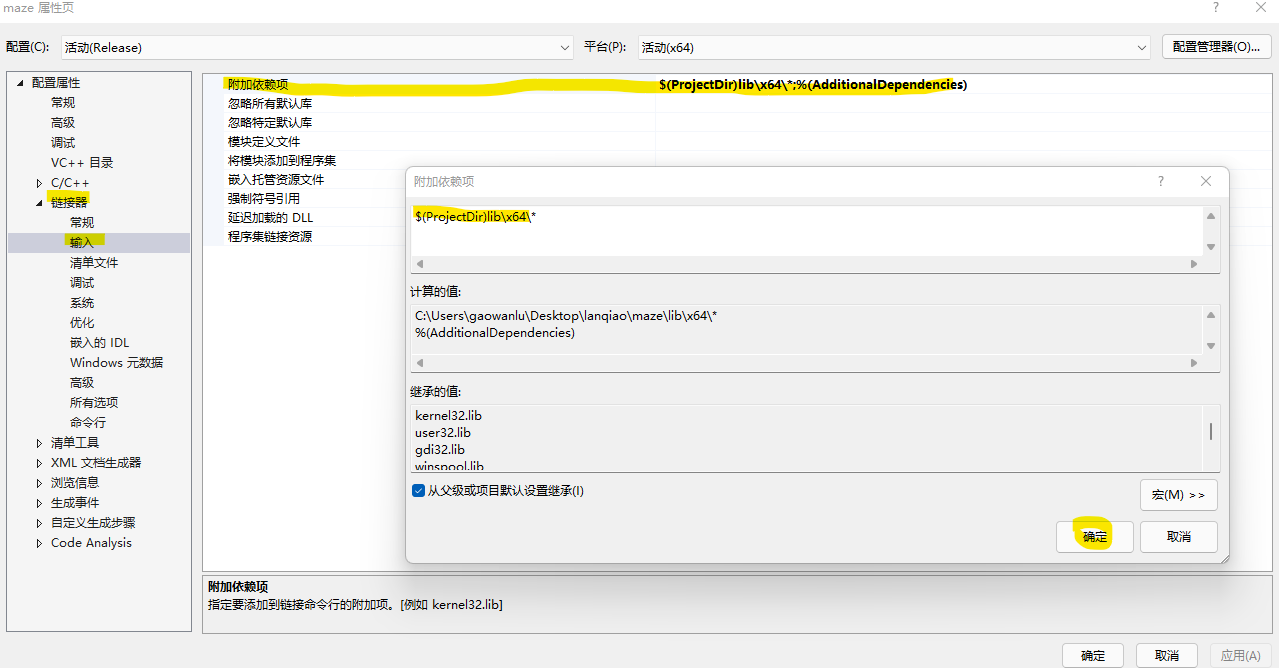 maze 属性页
配置(C): 活动(Release) 平台(P): 活动(x64) 配置管理器(O)...
配置属性
常规
高级
调试
VC++ 目录
C/C++
链接器
常规
输入
清单文件
调试
系统
优化
嵌入的 IDL
Windows 元数据
高级
所有选项
命令行
清单工具
XML 文档生成器
浏览信息
生成事件
自定义生成步骤
Code Analysis
附加依赖项 $(ProjectDir)lib\x64\*;%(AdditionalDependencies)
忽略所有默认库
忽略特定默认库
模块定义文件
将模块添加到程序集
嵌入托管资源文件
强制符号引用
延迟加载的 DLL
程序集链接资源
附加依赖项
$(ProjectDir)lib\x64\*
计算的值:
C:\Users\gaowanlu\Desktop\lanqiao\maze\lib\x64\*
%(AdditionalDependencies)
继承的值:
kernel32.lib
user32.lib
gdi32.lib
winspool.lib
从父级或项目默认设置继承(I)
宏(M) >>
确定 取消
附加依赖项
指定要添加到链接命令行的附加项。[例如 kernel32.lib]
确定 取消 应用(A)